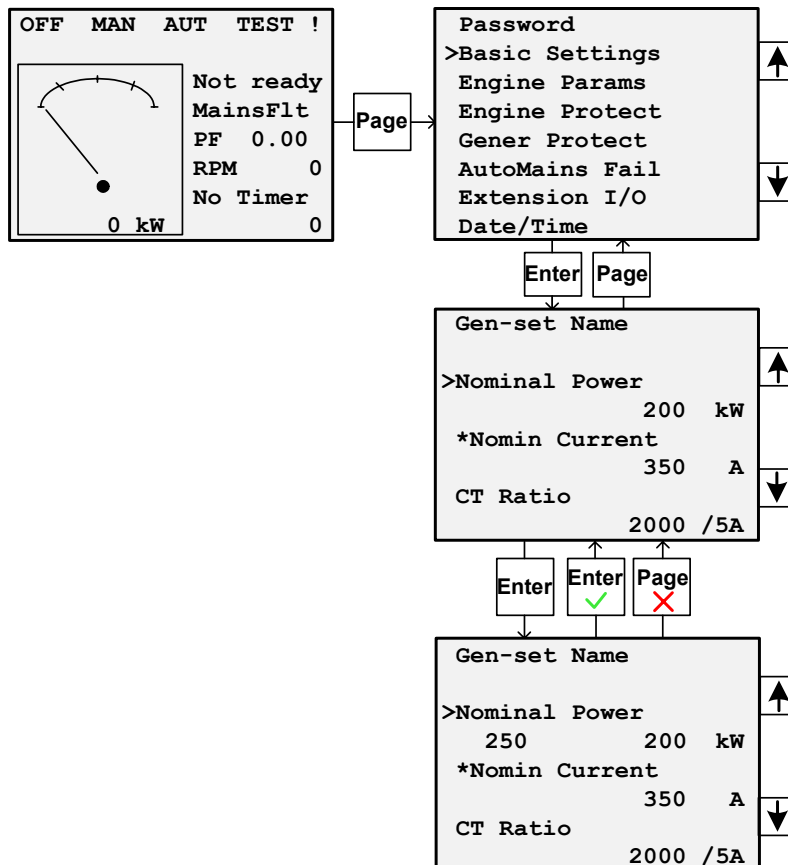 OFF MAN AUT TEST !
Not ready
MainsFlt
PF 0.00
RPM 0
No Timer
0 kW 0
Page
Password
>Basic Settings
Engine Params
Engine Protect
Gener Protect
AutoMains Fail
Extension I/O
Date/Time
Enter Page
Gen-set Name
>Nominal Power
200 kW
*Nomin Current
350 A
CT Ratio
2000 /5A
Enter Enter Page
Gen-set Name
>Nominal Power
250 200 kW
*Nomin Current
350 A
CT Ratio
2000 /5A